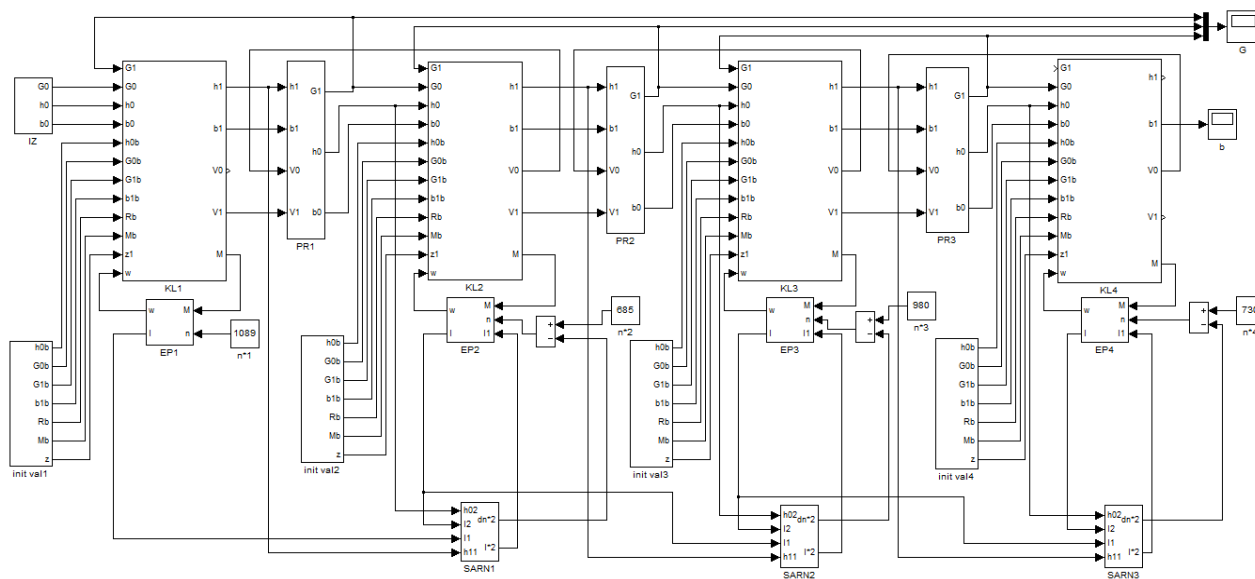 G
IZ
G0
h0
b0
KL1
G1
G0
h0
b0
h0b
G0b
G1b
b1b
Rb
Mb
z1
w
h1
b1
V0
V1
M
PR1
h1
b1
V0
V1
G1
h0
b0
KL2
G1
G0
h0
b0
h0b
G0b
G1b
b1b
Rb
Mb
z1
w
h1
b1
V0
V1
M
PR2
h1
b1
V0
V1
G1
h0
b0
KL3
G1
G0
h0
b0
h0b
G0b
G1b
b1b
Rb
Mb
z1
w
h1
b1
V0
V1
M
PR3
h1
b1
V0
V1
G1
h0
b0
KL4
G1
G0
h0
b0
h0b
G0b
G1b
b1b
Rb
Mb
z1
w
h1
b1
V0
V1
M
b
EP1
w
I
M
n
1089
n*1
EP2
w
I
M
n
I1
+
−
685
n*2
EP3
w
I
M
n
I1
+
−
980
n*3
EP4
w
I
M
n
I1
+
−
730
n*4
init val1
h0b
G0b
G1b
b1b
Rb
Mb
z
init val2
h0b
G0b
G1b
b1b
Rb
Mb
z
init val3
h0b
G0b
G1b
b1b
Rb
Mb
z
init val4
h0b
G0b
G1b
b1b
Rb
Mb
z
SARN1
h02
I2
I1
h11
dn*2
I*2
SARN2
h02
I2
I1
h11
dn*2
I*2
SARN3
h02
I2
I1
h11
dn*2
I*2